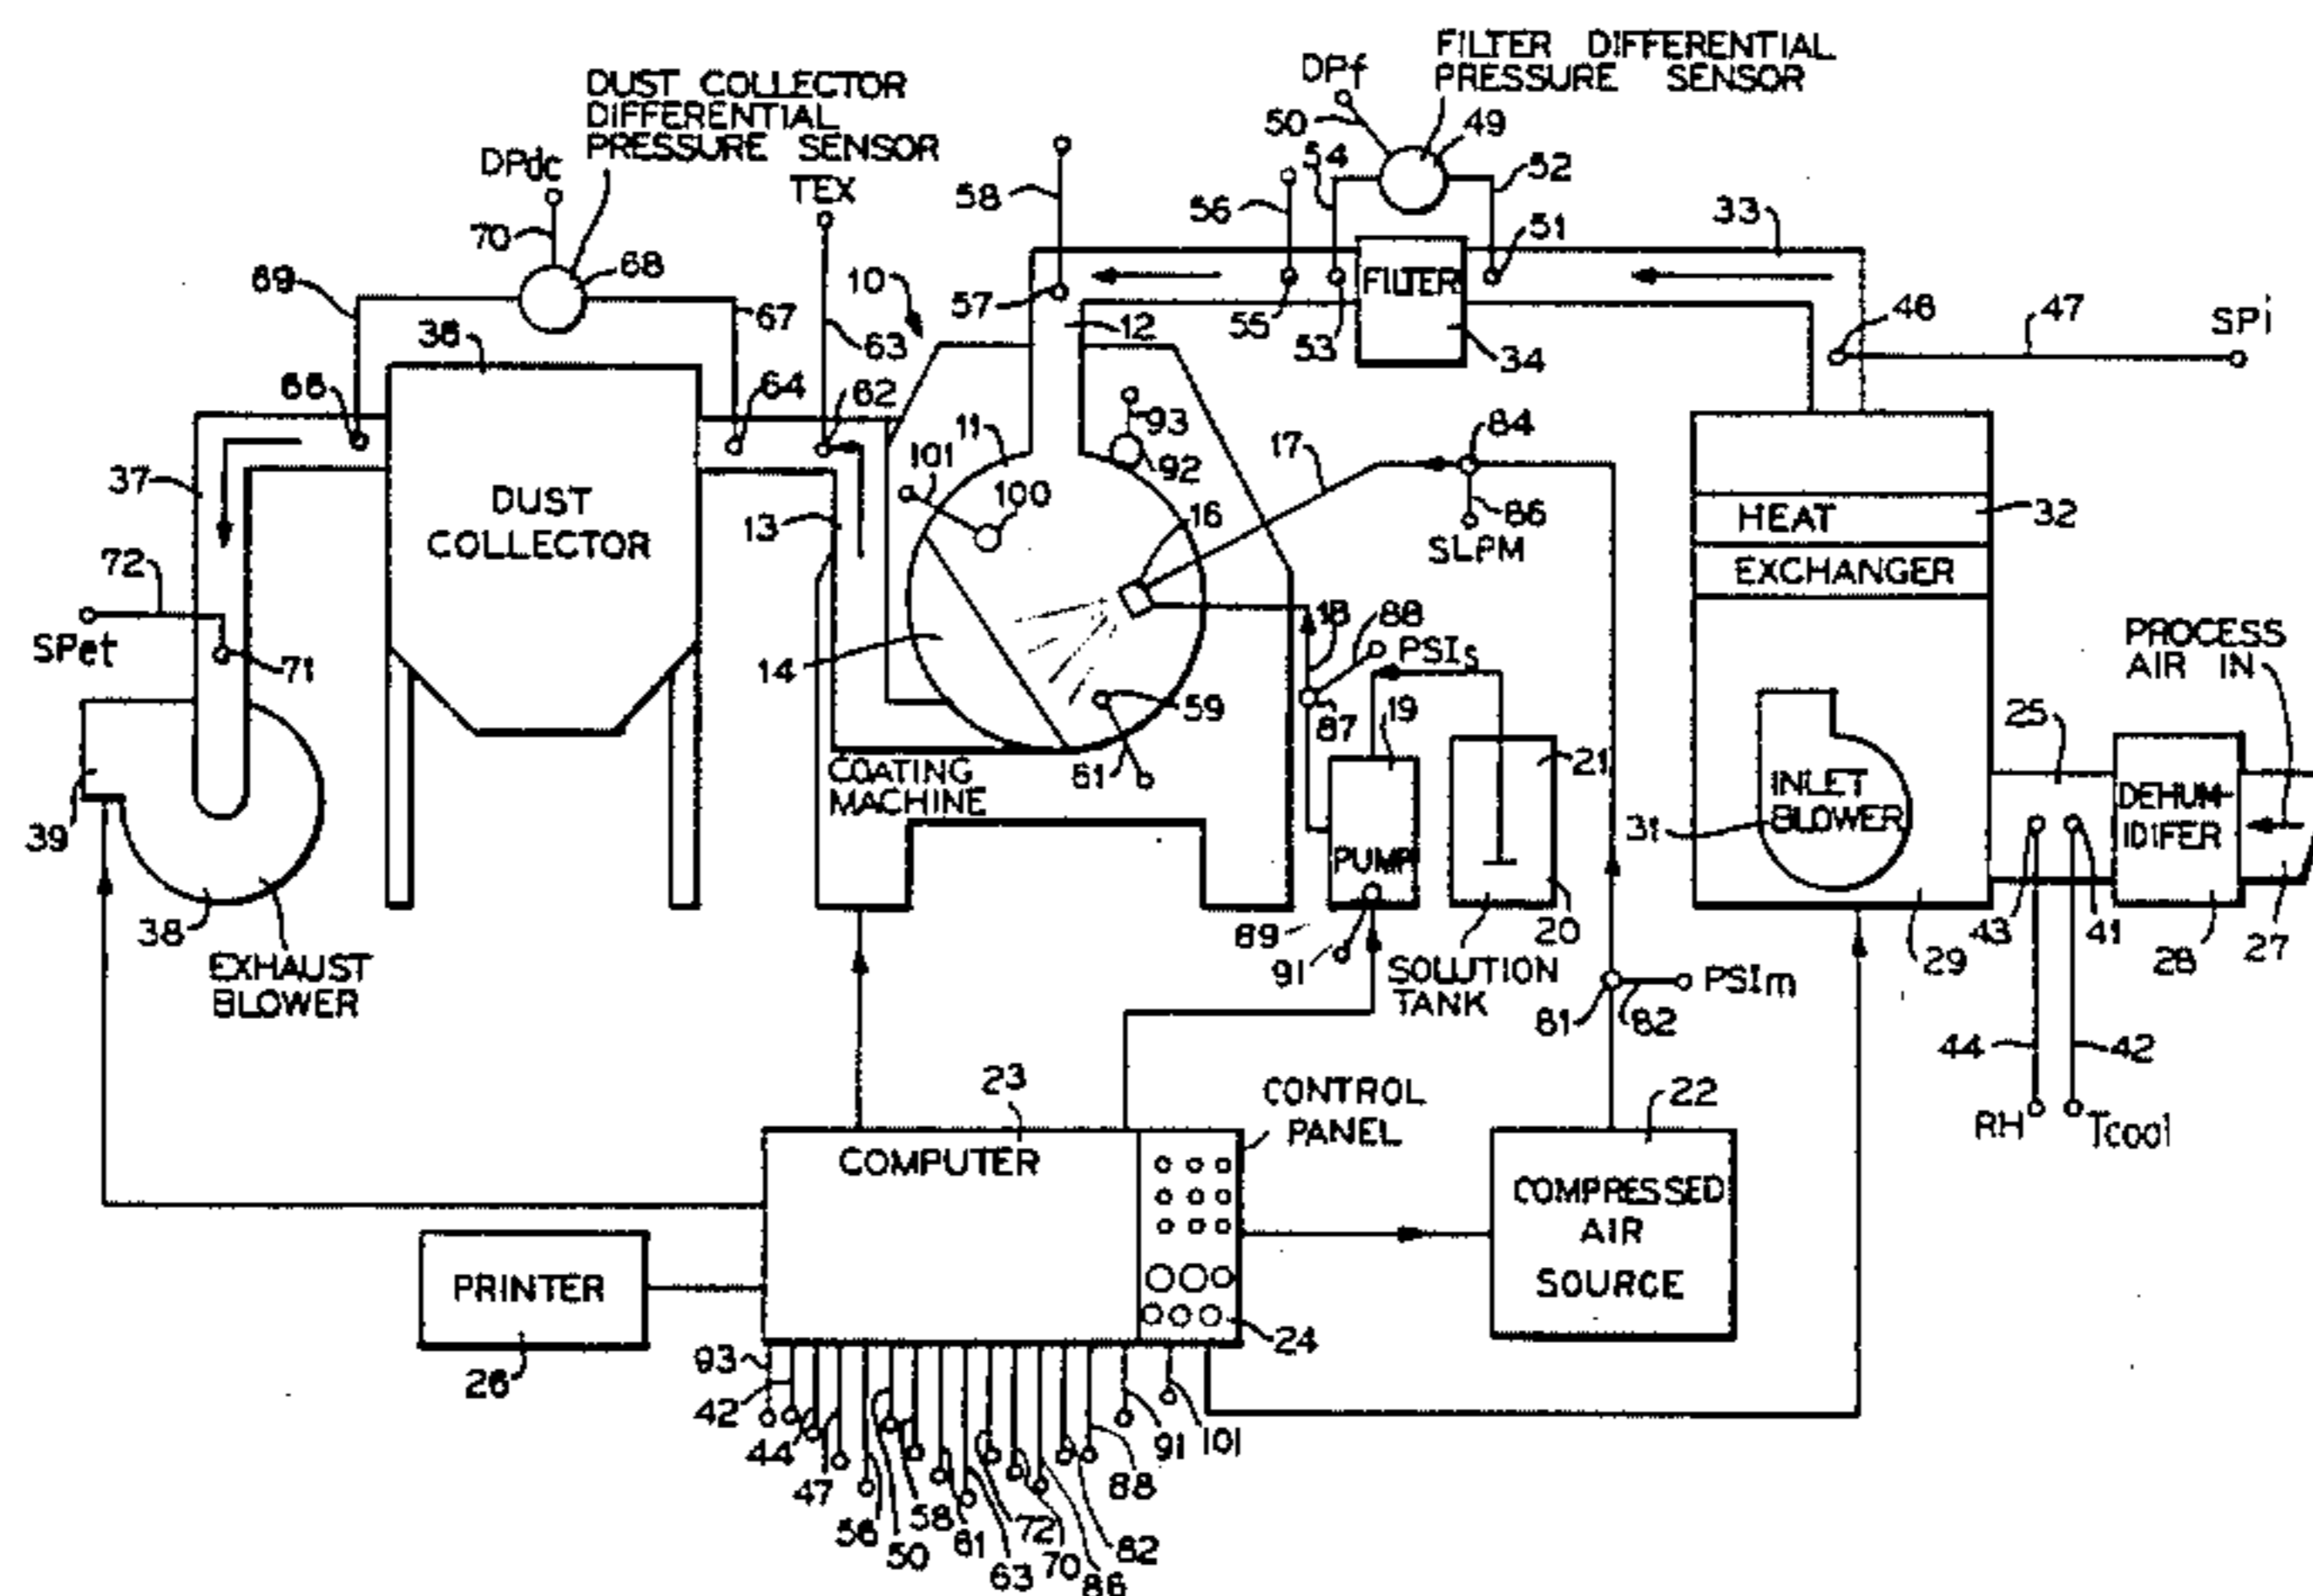 FILTER DIFFERENTIAL
PRESSURE SENSOR
DPf
50
49
DUST COLLECTOR
DIFFERENTIAL
PRESSURE SENSOR
DPdc
TEX
70
68
69
67
36
66
64
62
63
58
57
10
12
56
54
52
55
53
51
FILTER
34
33
46
47
SPi
37
72
SPet
71
39
38
EXHAUST
BLOWER
DUST
COLLECTOR
13
11
101
100
93
92
14
16
17
84
86
SLPM
18
88
PSIs
87
59
61
COATING
MACHINE
19
PUMP
89
91
21
20
SOLUTION
TANK
HEAT
EXCHANGER
32
31
INLET
BLOWER
29
PROCESS
AIR IN
25
DEHUM-
IDIFER
43
41
28
27
44
42
RH
Tcool
81
82
PSIm
23
COMPUTER
CONTROL
PANEL
24
22
COMPRESSED
AIR
SOURCE
PRINTER
26
93
42
44
47
56
50
58
61
63
72
70
86
82
88
91
101